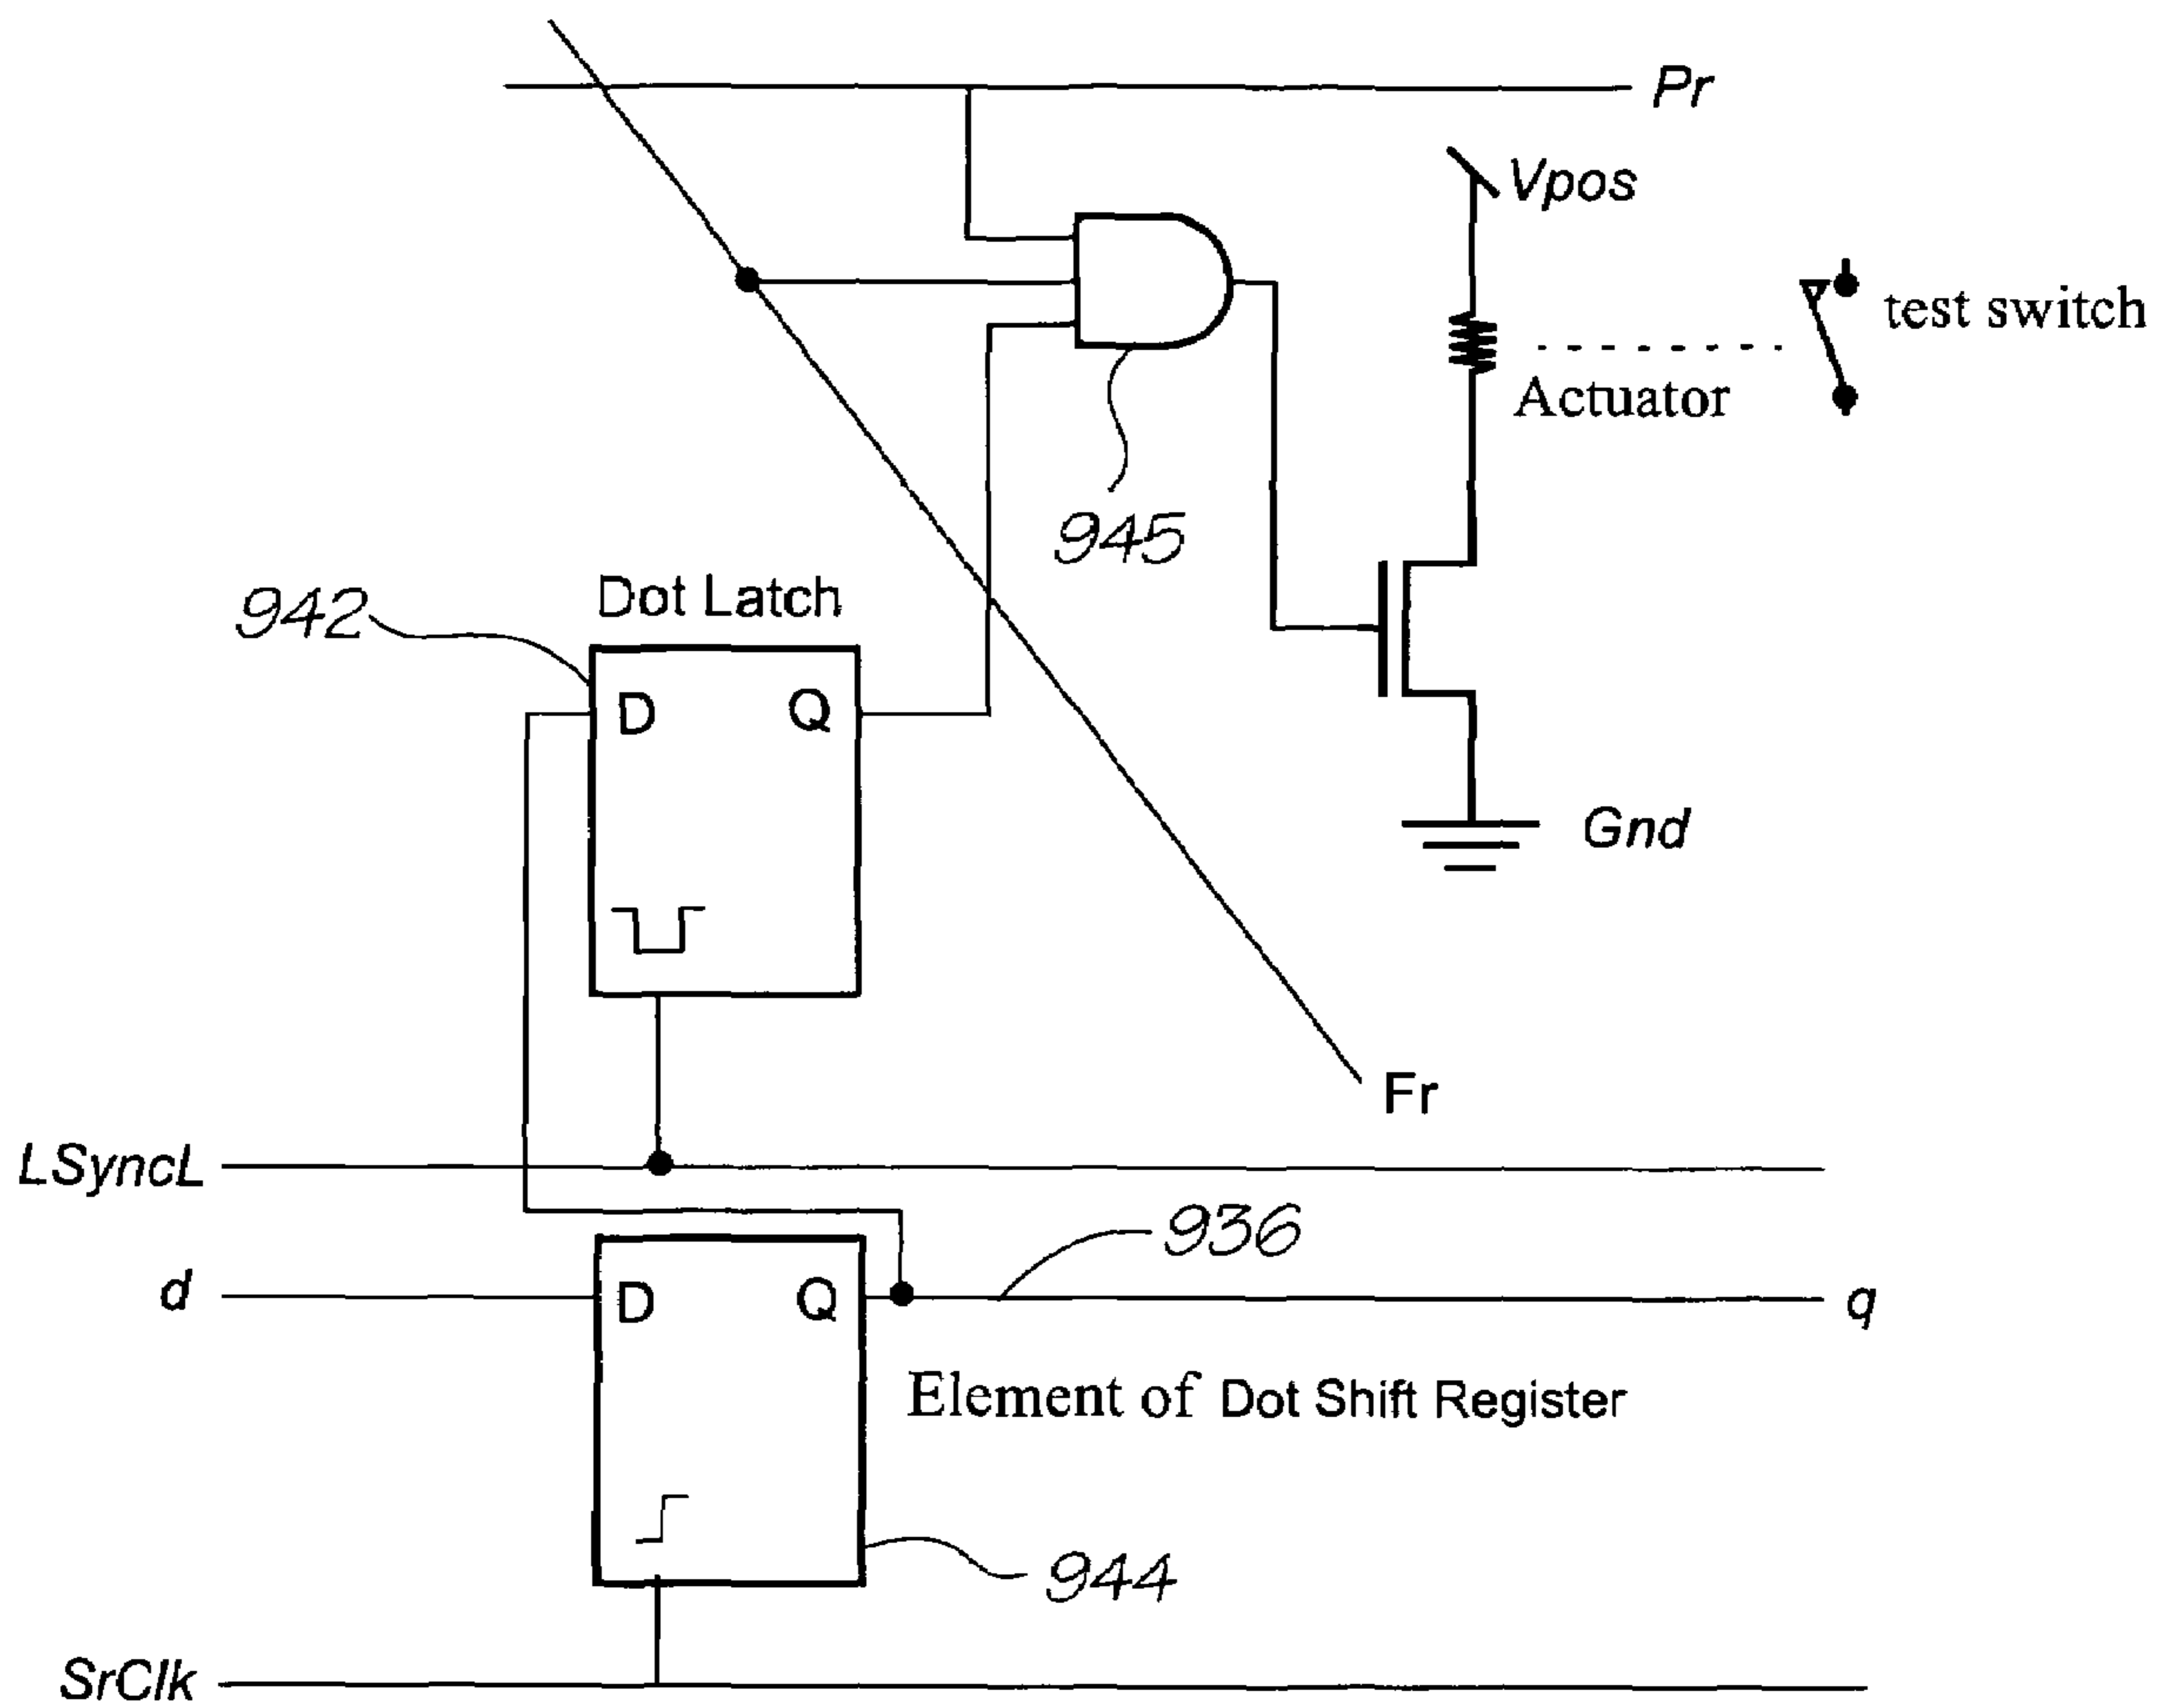 Pr
Vpos
test switch
Actuator
945
942
Dot Latch
D Q
Gnd
Fr
LSyncL
936
d
D Q
q
Element of Dot Shift Register
944
SrClk